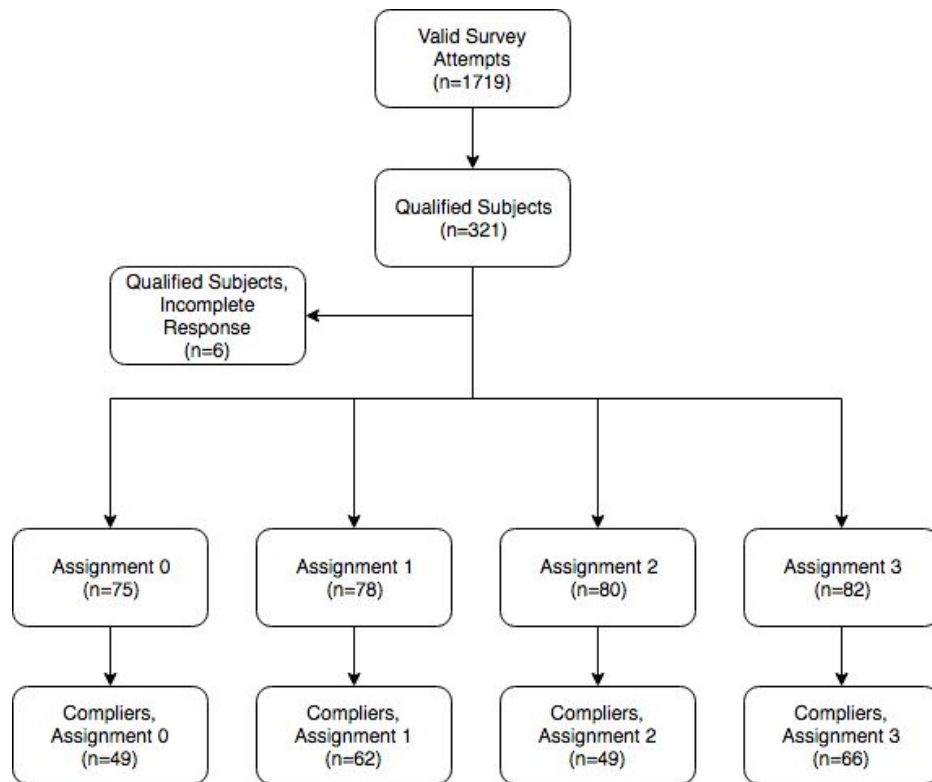 Valid Survey
Attempts
(n=1719)
Qualified Subjects
(n=321)
Qualified Subjects,
Incomplete
Response
(n=6)
Assignment 0
(n=75)
Assignment 1
(n=78)
Assignment 2
(n=80)
Assignment 3
(n=82)
Compliers,
Assignment 0
(n=49)
Compliers,
Assignment 1
(n=62)
Compliers,
Assignment 2
(n=49)
Compliers,
Assignment 3
(n=66)